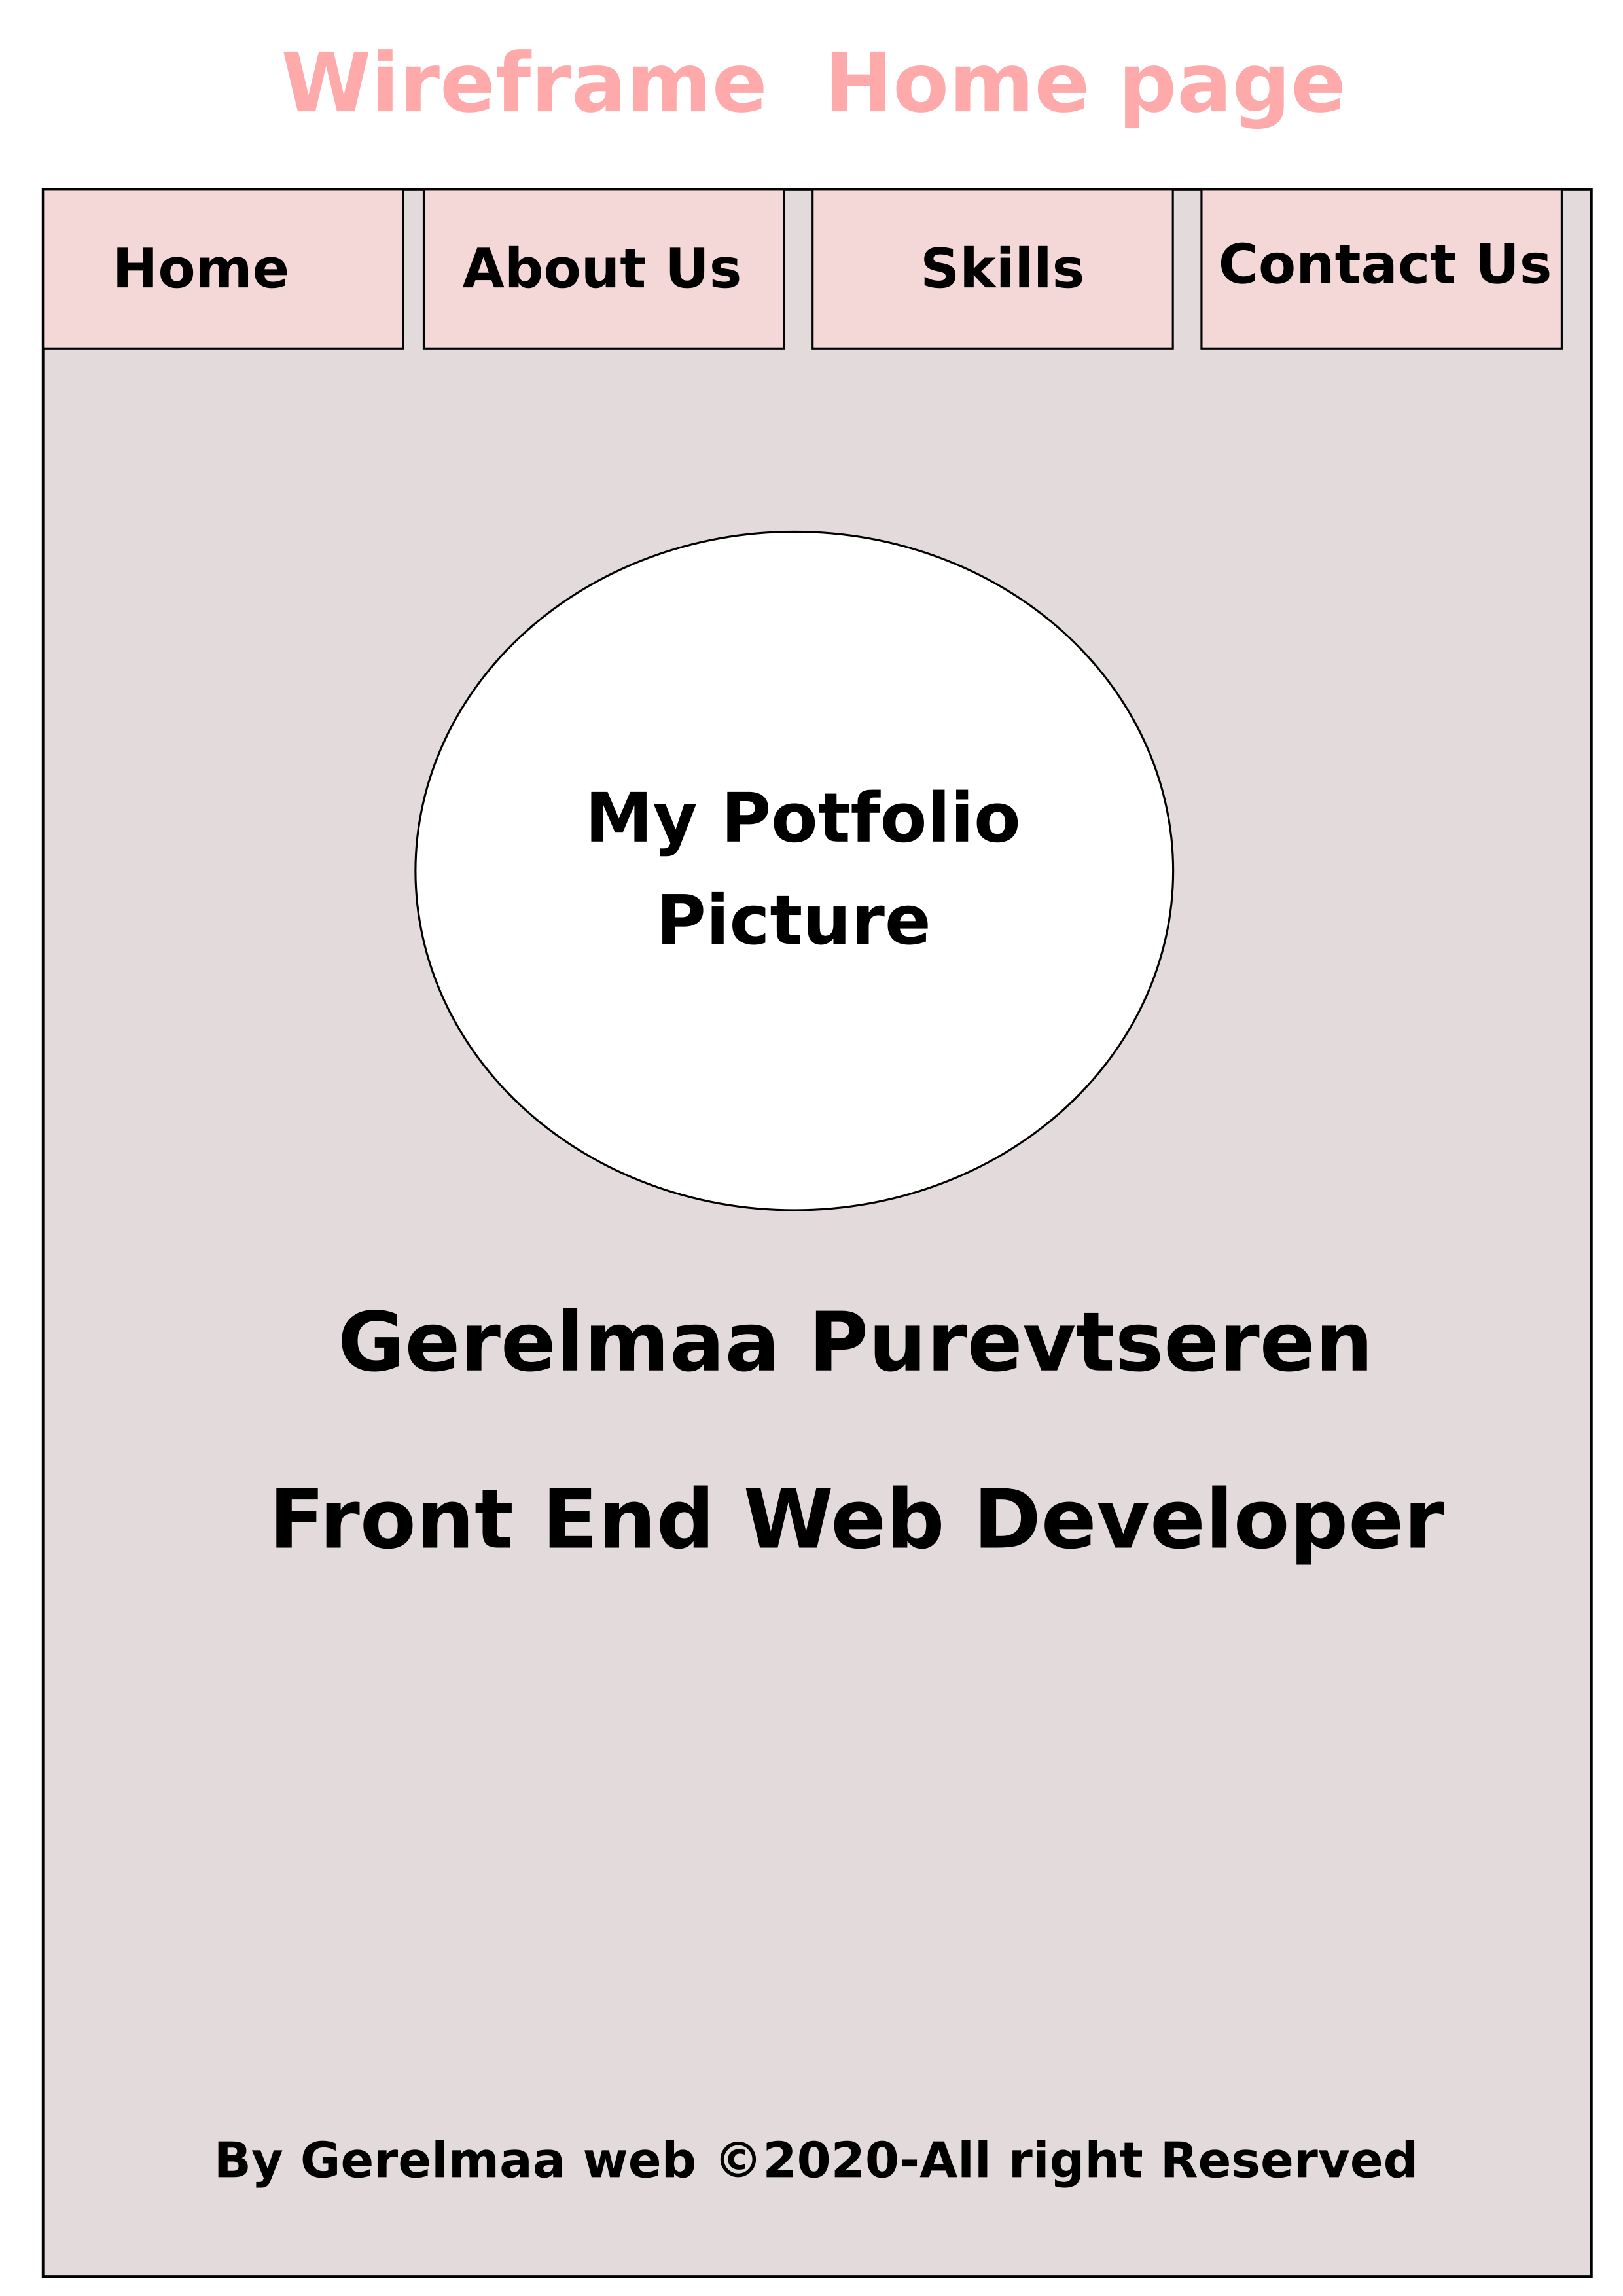 Wireframe Home page
Home About Us Skills Contact Us
My Potfolio
Picture
Gerelmaa Purevtseren
Front End Web Developer
By Gerelmaa web ©2020-All right Reserved